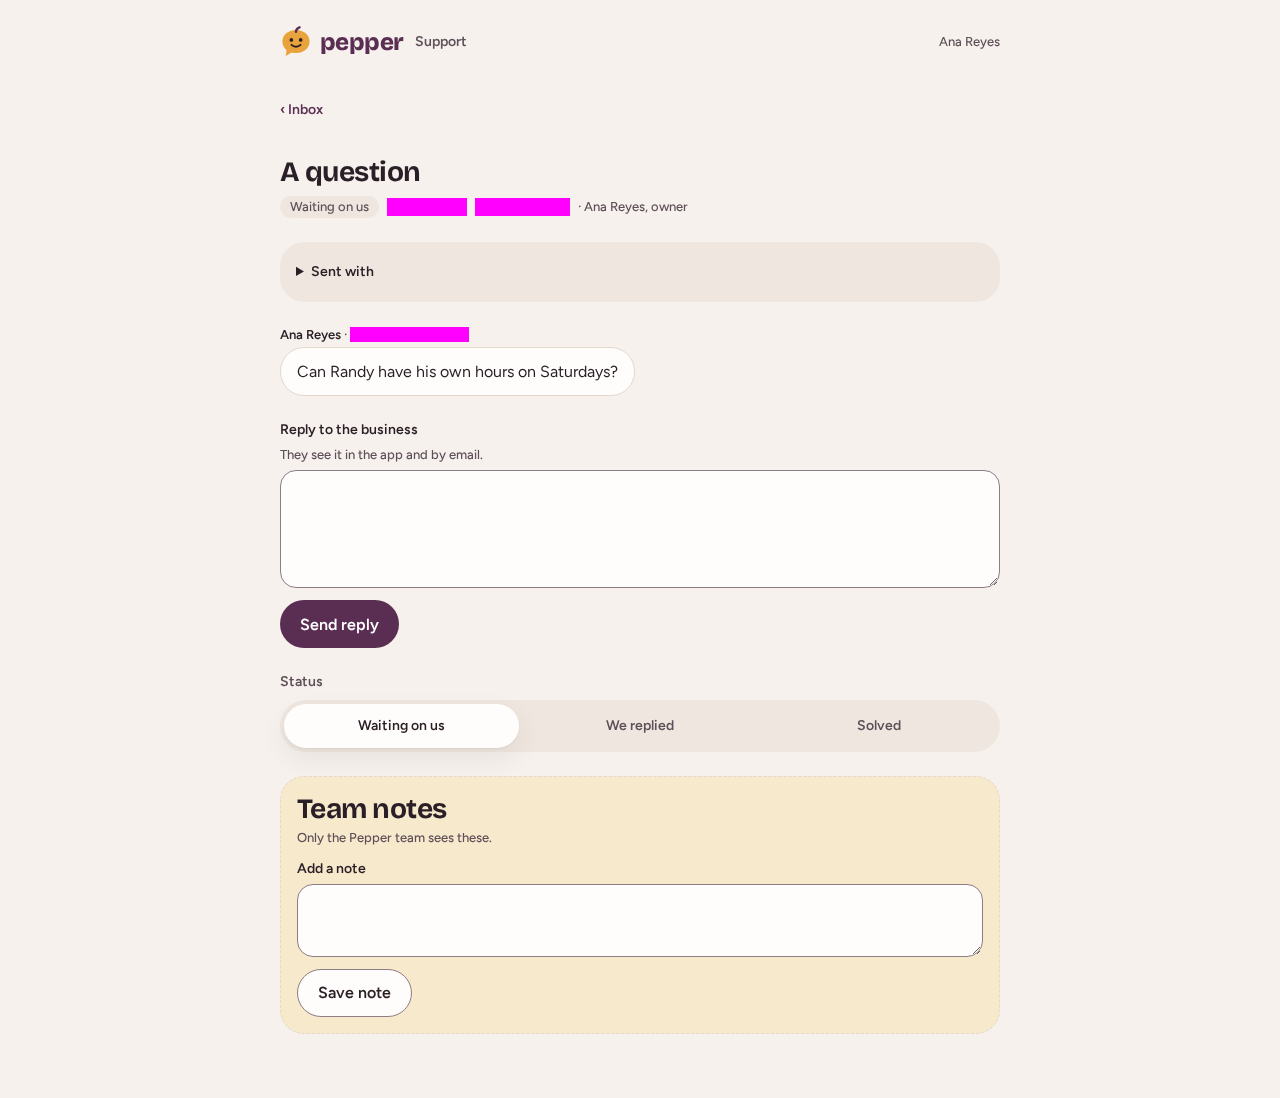 pepper Support Ana Reyes
‹ Inbox
A question
Waiting on us · Ana Reyes, owner
Sent with
Ana Reyes ·
Can Randy have his own hours on Saturdays?
Reply to the business
They see it in the app and by email.
Send reply
Status
Waiting on us We replied Solved
Team notes
Only the Pepper team sees these.
Add a note
Save note